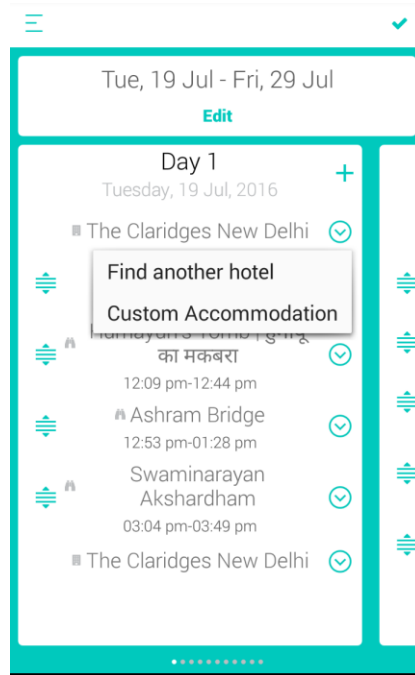 Tue, 19 Jul - Fri, 29 Jul
Edit
Day 1
Tuesday, 19 Jul, 2016
The Claridges New Delhi
Find another hotel
Custom Accommodation
Humayun's Tomb | हुमायूँ
का मकबरा
12:09 pm-12:44 pm
Ashram Bridge
12:53 pm-01:28 pm
Swaminarayan
Akshardham
03:04 pm-03:49 pm
The Claridges New Delhi